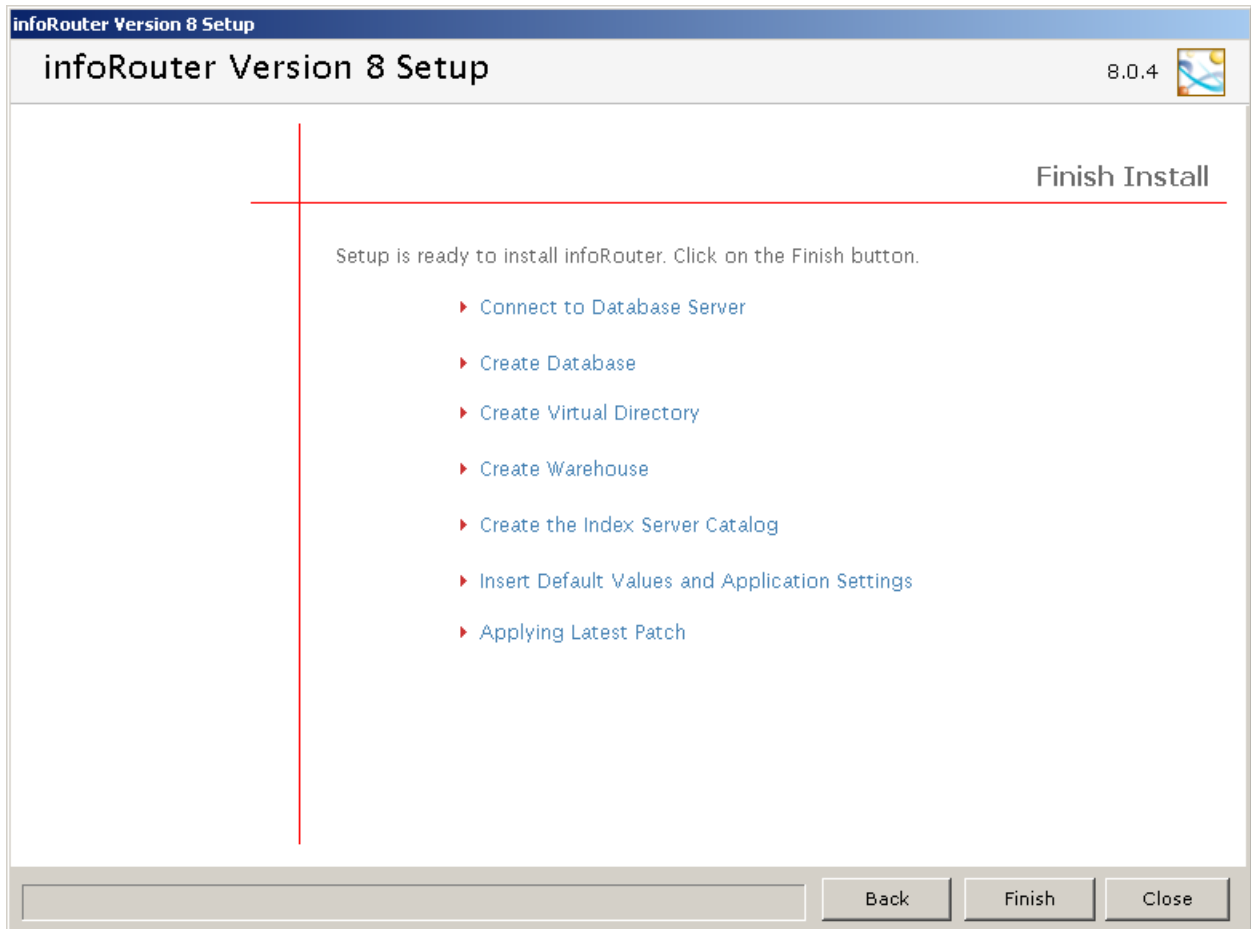 infoRouter Version 8 Setup
infoRouter Version 8 Setup
8.0.4
Finish Install
Setup is ready to install infoRouter. Click on the Finish button.
Connect to Database Server
Create Database
Create Virtual Directory
Create Warehouse
Create the Index Server Catalog
Insert Default Values and Application Settings
Applying Latest Patch
Back
Finish
Close